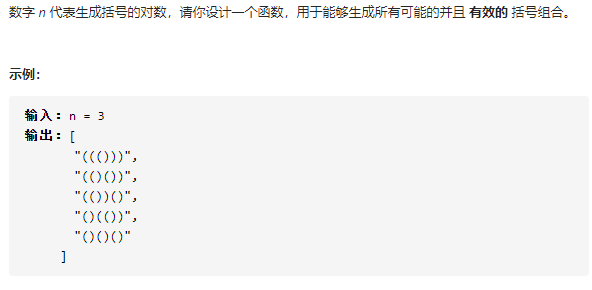 数字 n 代表生成括号的对数，请你设计一个函数，用于能够生成所有可能的并且 有效的 括号组合。
示例：
输入：n = 3
输出：[
"((()))",
"(()())",
"(())()",
"()(())",
"()()()"
]